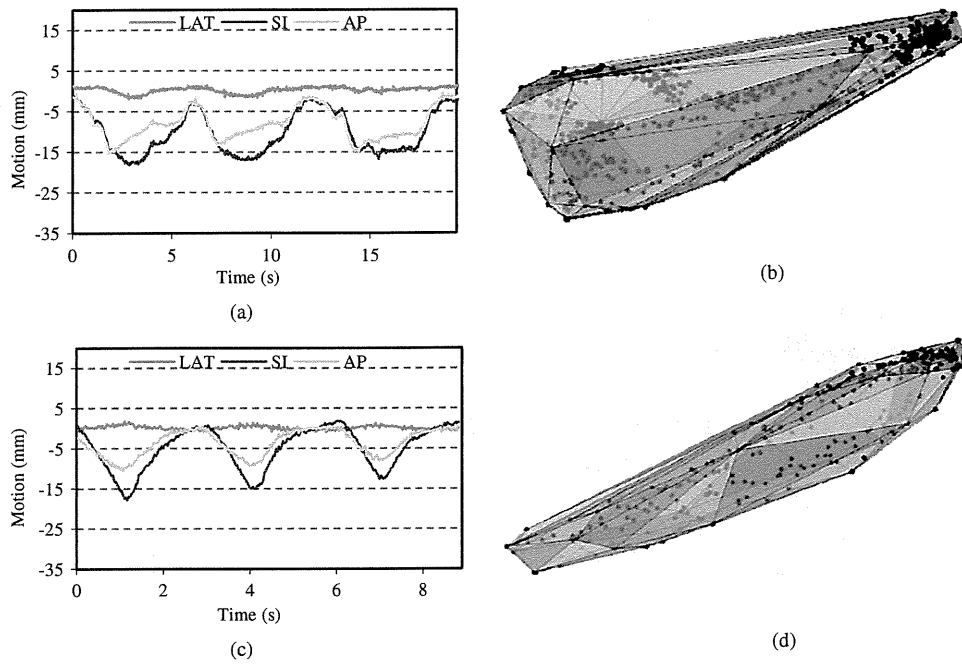 LAT SI AP
15
5
-5
-15
-25
-35
Motion (mm)
0 5 10 15
Time (s)
(a)
(b)
LAT SI AP
15
5
-5
-15
-25
-35
Motion (mm)
0 2 4 6 8
Time (s)
(c)
(d)